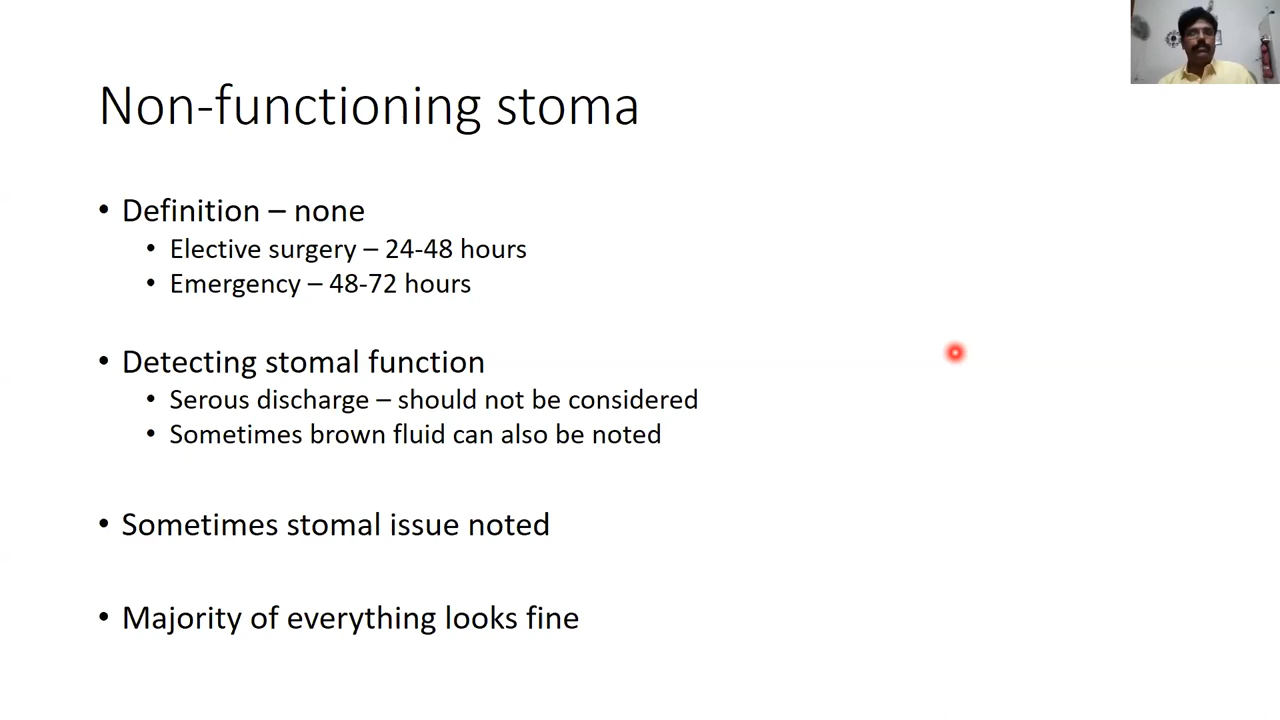 Non-functioning stoma
• Definition – none
• Elective surgery – 24-48 hours
• Emergency – 48-72 hours
• Detecting stomal function
• Serous discharge – should not be considered
• Sometimes brown fluid can also be noted
• Sometimes stomal issue noted
• Majority of everything looks fine